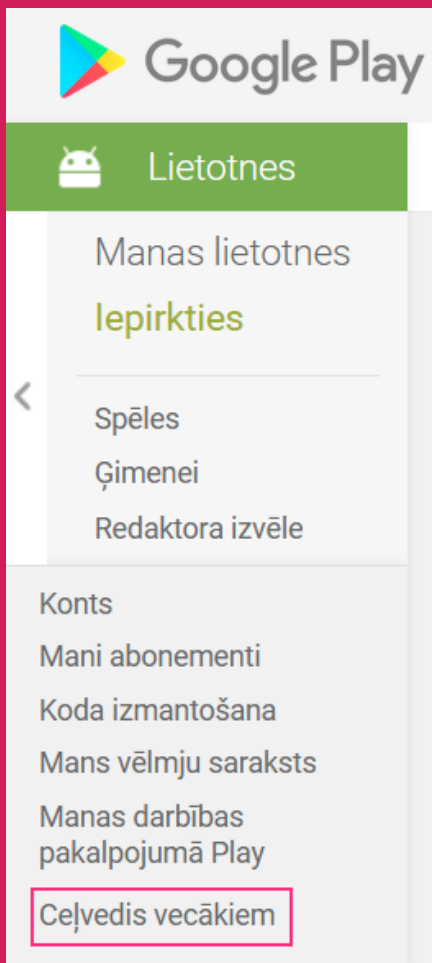 Google Play
Lietotnes
Manas lietotnes
Iepirkties
Spēles
Ģimenei
Redaktora izvēle
Konts
Mani abonementi
Koda izmantošana
Mans vēlmju saraksts
Manas darbības
pakalpojumā Play
Ceļvedis vecākiem